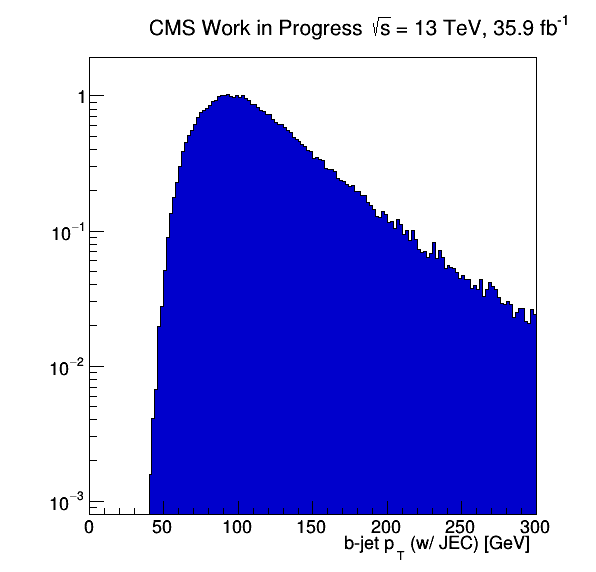 CMS Work in Progress √s = 13 TeV, 35.9 fb⁻¹
1
10⁻¹
10⁻²
10⁻³
0 50 100 150 200 250 300
b-jet p_T (w/ JEC) [GeV]